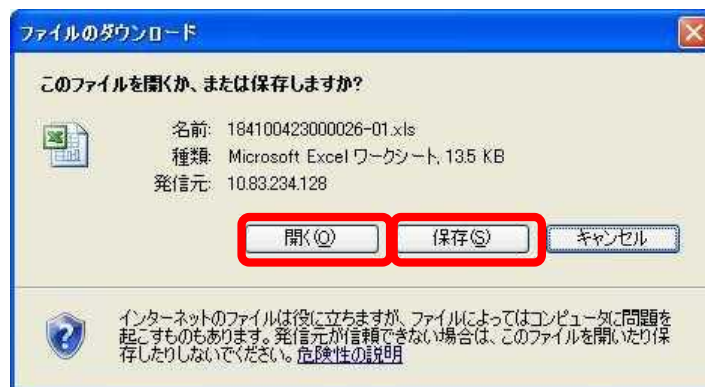 ファイルのダウンロード
このファイルを開くか、または保存しますか?
名前: 184100423000026-01.xls
種類: Microsoft Excel ワークシート, 13.5 KB
発信元: 10.83.234.128
開く(O) 保存(S) キャンセル
インターネットのファイルは役に立ちますが、ファイルによってはコンピュータに問題を
起こすものもあります。発信元が信頼できない場合は、このファイルを開いたり保
存したりしないでください。危険性の説明